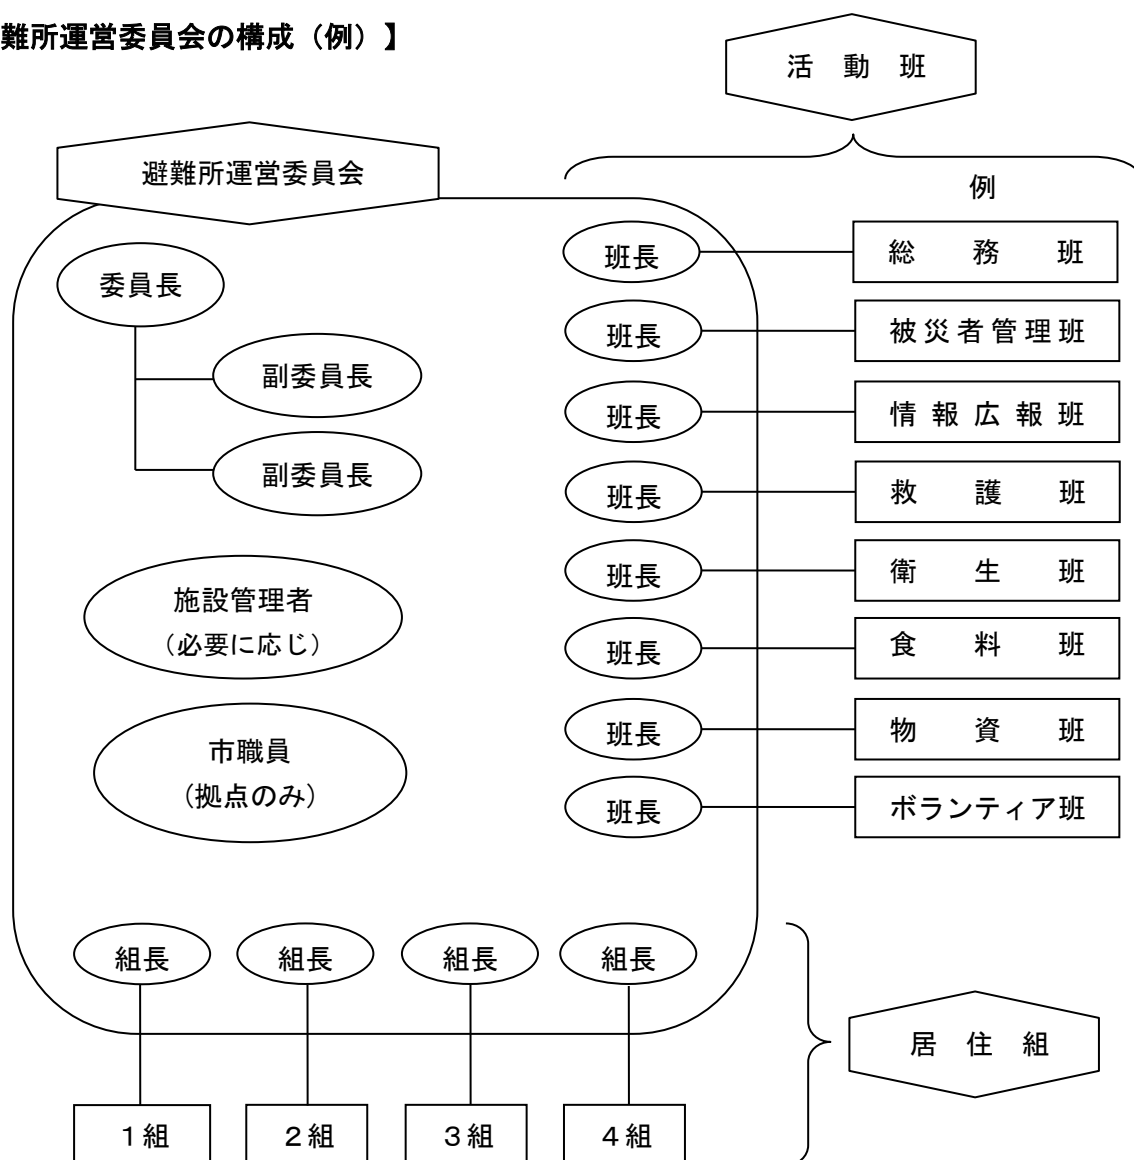 難所運営委員会の構成（例）】
活動班
避難所運営委員会
例
委員長
副委員長
副委員長
施設管理者
（必要に応じ）
市職員
（拠点のみ）
班長 総務班
班長 被災者管理班
班長 情報広報班
班長 救護班
班長 衛生班
班長 食料班
班長 物資班
班長 ボランティア班
組長 組長 組長 組長
居住組
１組 ２組 ３組 ４組